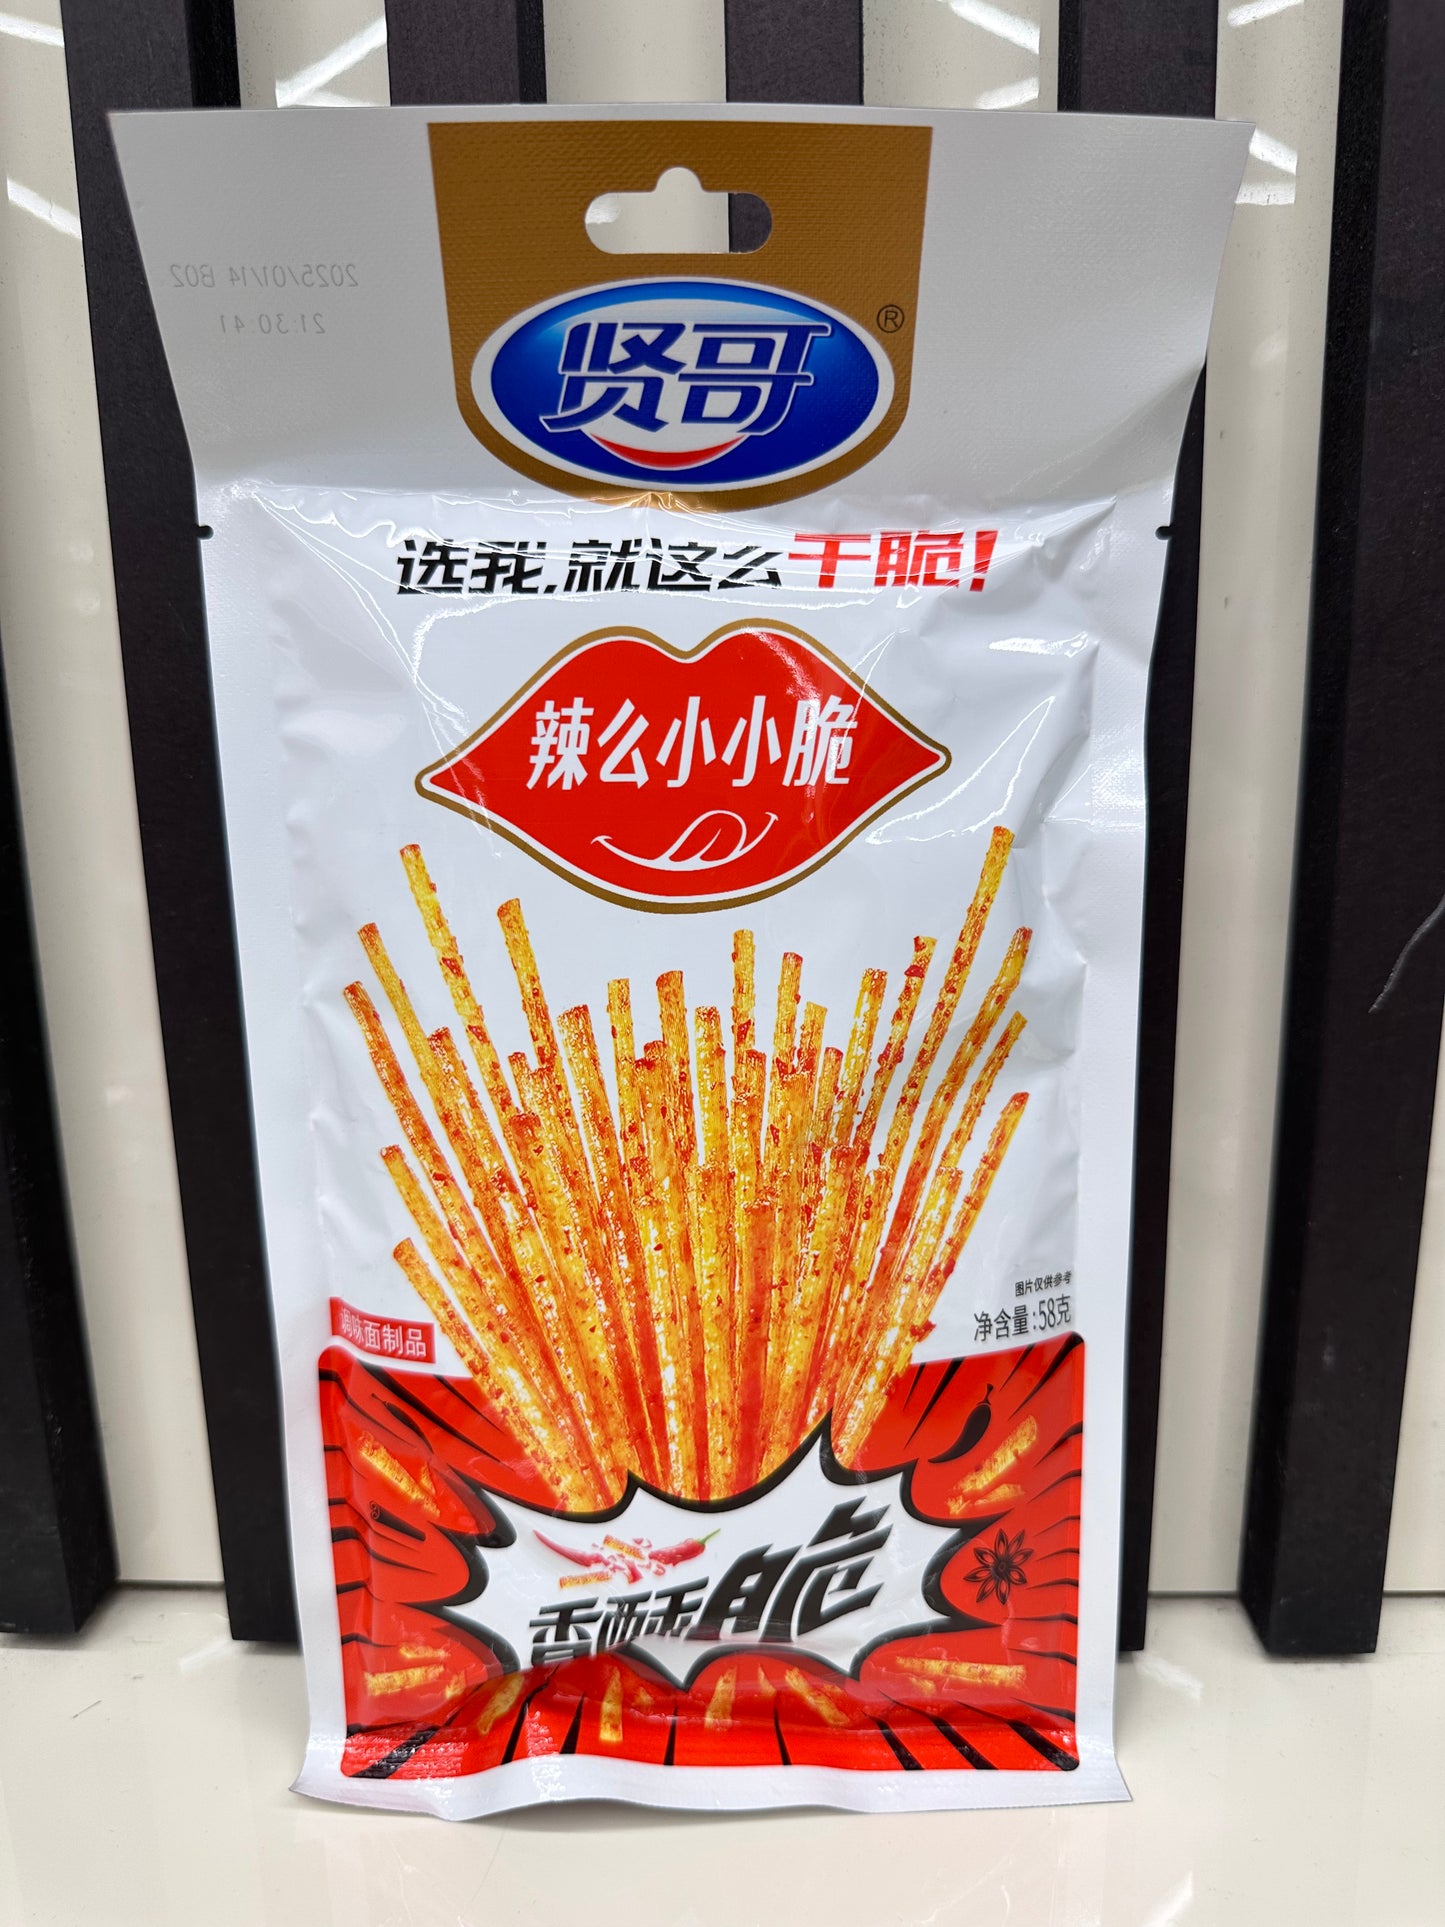 2025/01/14 B02
21:30:41
贤哥
®
选我,就这么干脆!
辣么小小脆
图片仅供参考
净含量:58克
调味面制品
香酥脆